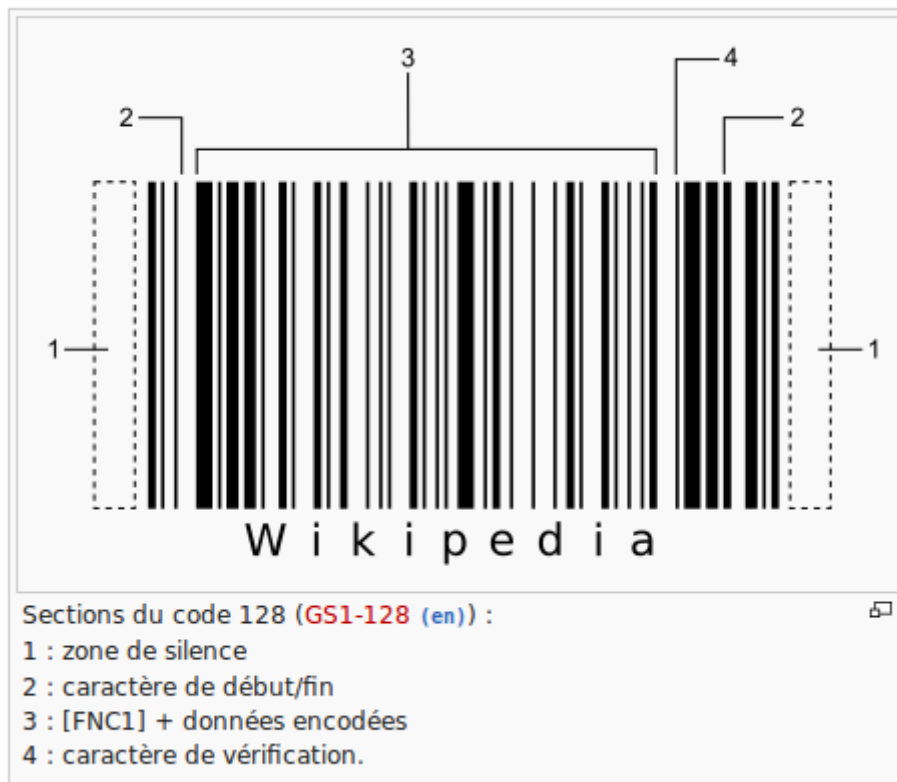 3
4
2
2
1
1
W i k i p e d i a
Sections du code 128 (GS1-128 (en)) :
1 : zone de silence
2 : caractère de début/fin
3 : [FNC1] + données encodées
4 : caractère de vérification.